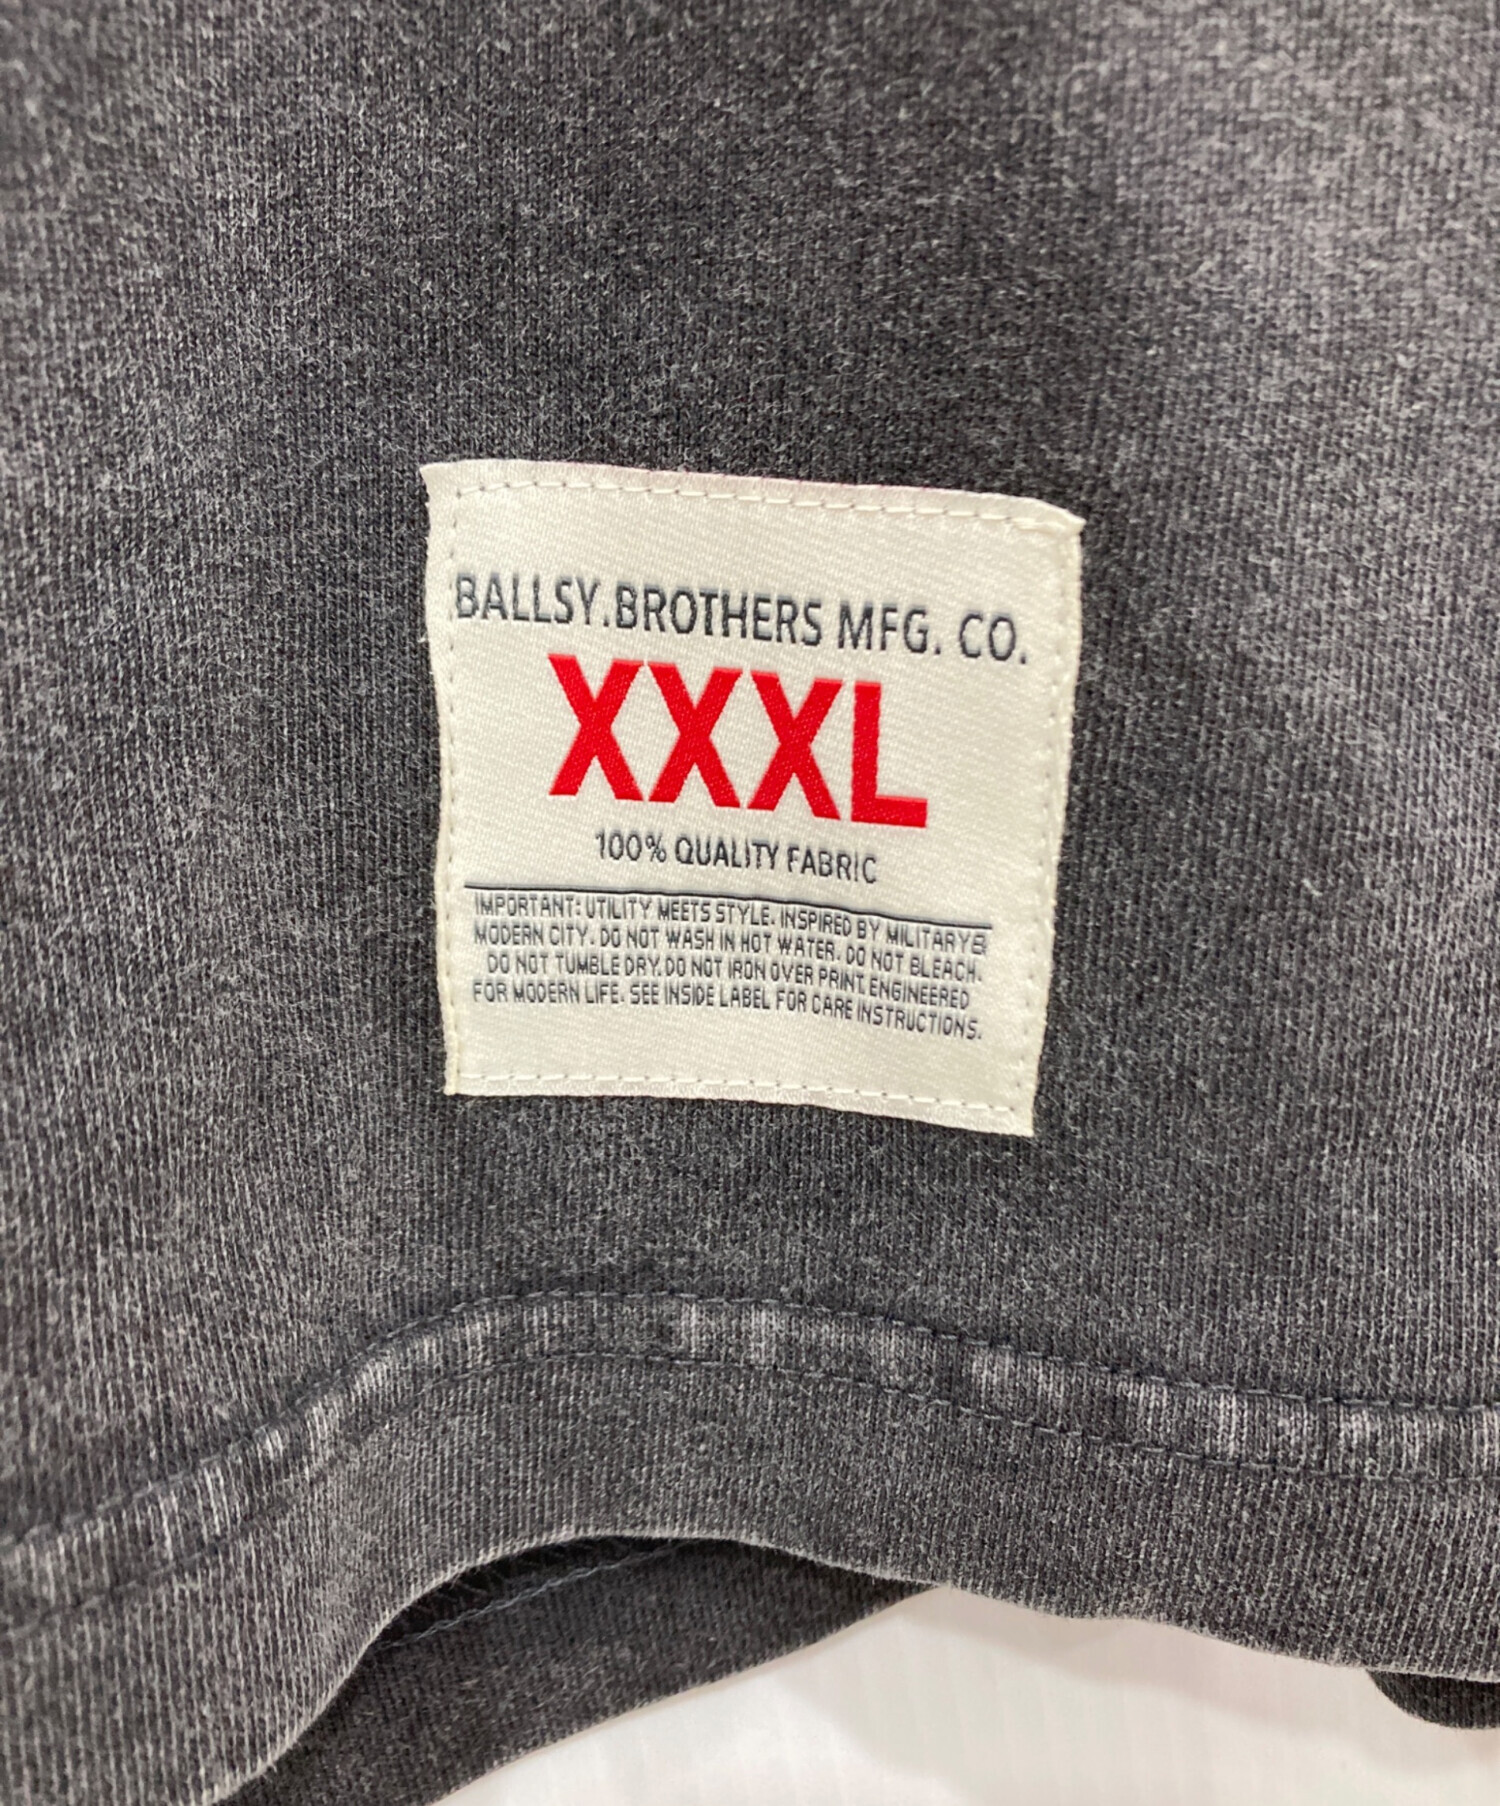 BALLSY.BROTHERS MFG. CO.
XXXL
100% QUALITY FABRIC
IMPORTANT: UTILITY MEETS STYLE. INSPIRED BY MILITARY&
MODERN CITY. DO NOT WASH IN HOT WATER. DO NOT BLEACH.
DO NOT TUMBLE DRY. DO NOT IRON OVER PRINT. ENGINEERED
FOR MODERN LIFE. SEE INSIDE LABEL FOR CARE INSTRUCTIONS.